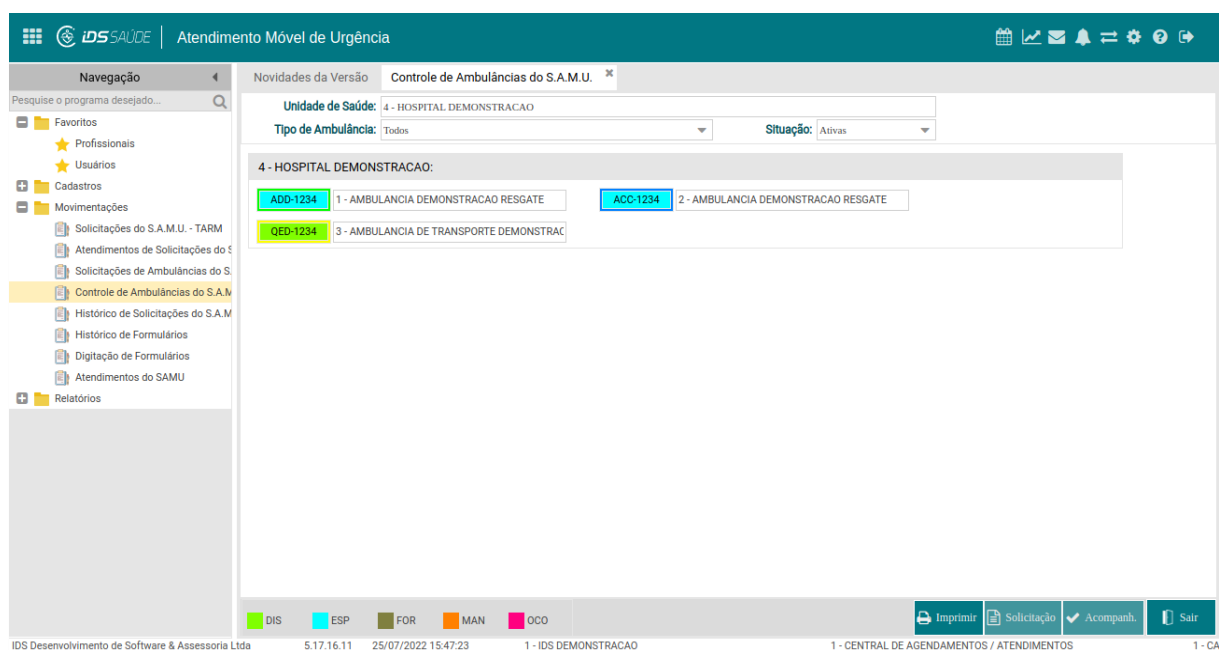 iDS SAÚDE | Atendimento Móvel de Urgência
Navegação
Pesquise o programa desejado...
Favoritos
Profissionais
Usuários
Cadastros
Movimentações
Solicitações do S.A.M.U. - TARM
Atendimentos de Solicitações do S
Solicitações de Ambulâncias do S.
Controle de Ambulâncias do S.A.M
Histórico de Solicitações do S.A.M
Histórico de Formulários
Digitação de Formulários
Atendimentos do SAMU
Relatórios
Novidades da Versão Controle de Ambulâncias do S.A.M.U.
Unidade de Saúde: 4 - HOSPITAL DEMONSTRACAO
Tipo de Ambulância: Todos Situação: Ativas
4 - HOSPITAL DEMONSTRACAO:
ADD-1234 1 - AMBULANCIA DEMONSTRACAO RESGATE ACC-1234 2 - AMBULANCIA DEMONSTRACAO RESGATE
QED-1234 3 - AMBULANCIA DE TRANSPORTE DEMONSTRAC
DIS ESP FOR MAN OCO
Imprimir Solicitação Acompanh. Sair
IDS Desenvolvimento de Software & Assessoria Ltda 5.17.16.11 25/07/2022 15:47:23 1 - IDS DEMONSTRACAO 1 - CENTRAL DE AGENDAMENTOS / ATENDIMENTOS 1 - CA